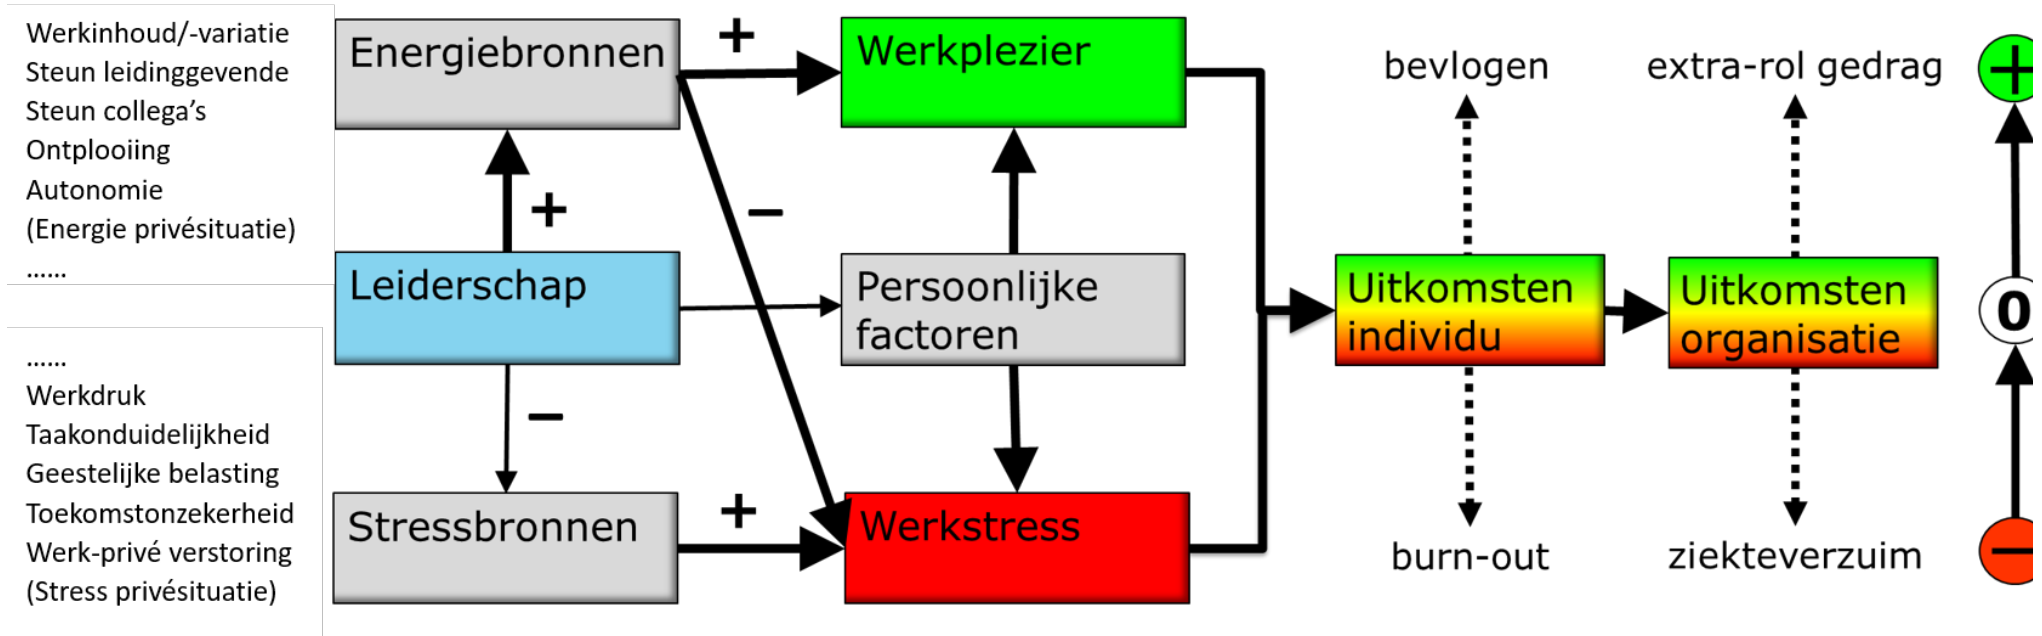 Werkinhoud/-variatie
Steun leidinggevende
Steun collega's
Ontplooiing
Autonomie
(Energie privésituatie)
......
......
Werkdruk
Taakonduidelijkheid
Geestelijke belasting
Toekomstonzekerheid
Werk-privé verstoring
(Stress privésituatie)
Energiebronnen
+
Werkplezier
+
–
Leiderschap
Persoonlijke
factoren
–
Stressbronnen
+
Werkstress
bevlogen
Uitkomsten
individu
burn-out
extra-rol gedrag
Uitkomsten
organisatie
ziekteverzuim
+
0
–